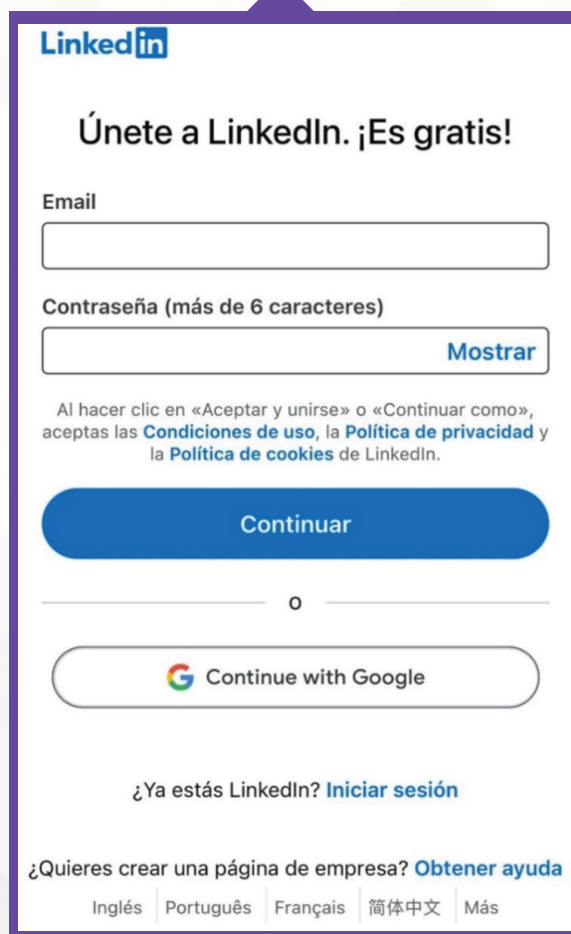 Linked in
Únete a LinkedIn. ¡Es gratis!
Email
Contraseña (más de 6 caracteres)
Mostrar
Al hacer clic en «Aceptar y unirse» o «Continuar como»,
aceptas las Condiciones de uso, la Política de privacidad y
la Política de cookies de LinkedIn.
Continuar
o
Continue with Google
¿Ya estás LinkedIn? Iniciar sesión
¿Quieres crear una página de empresa? Obtener ayuda
Inglés Português Français 简体中文 Más